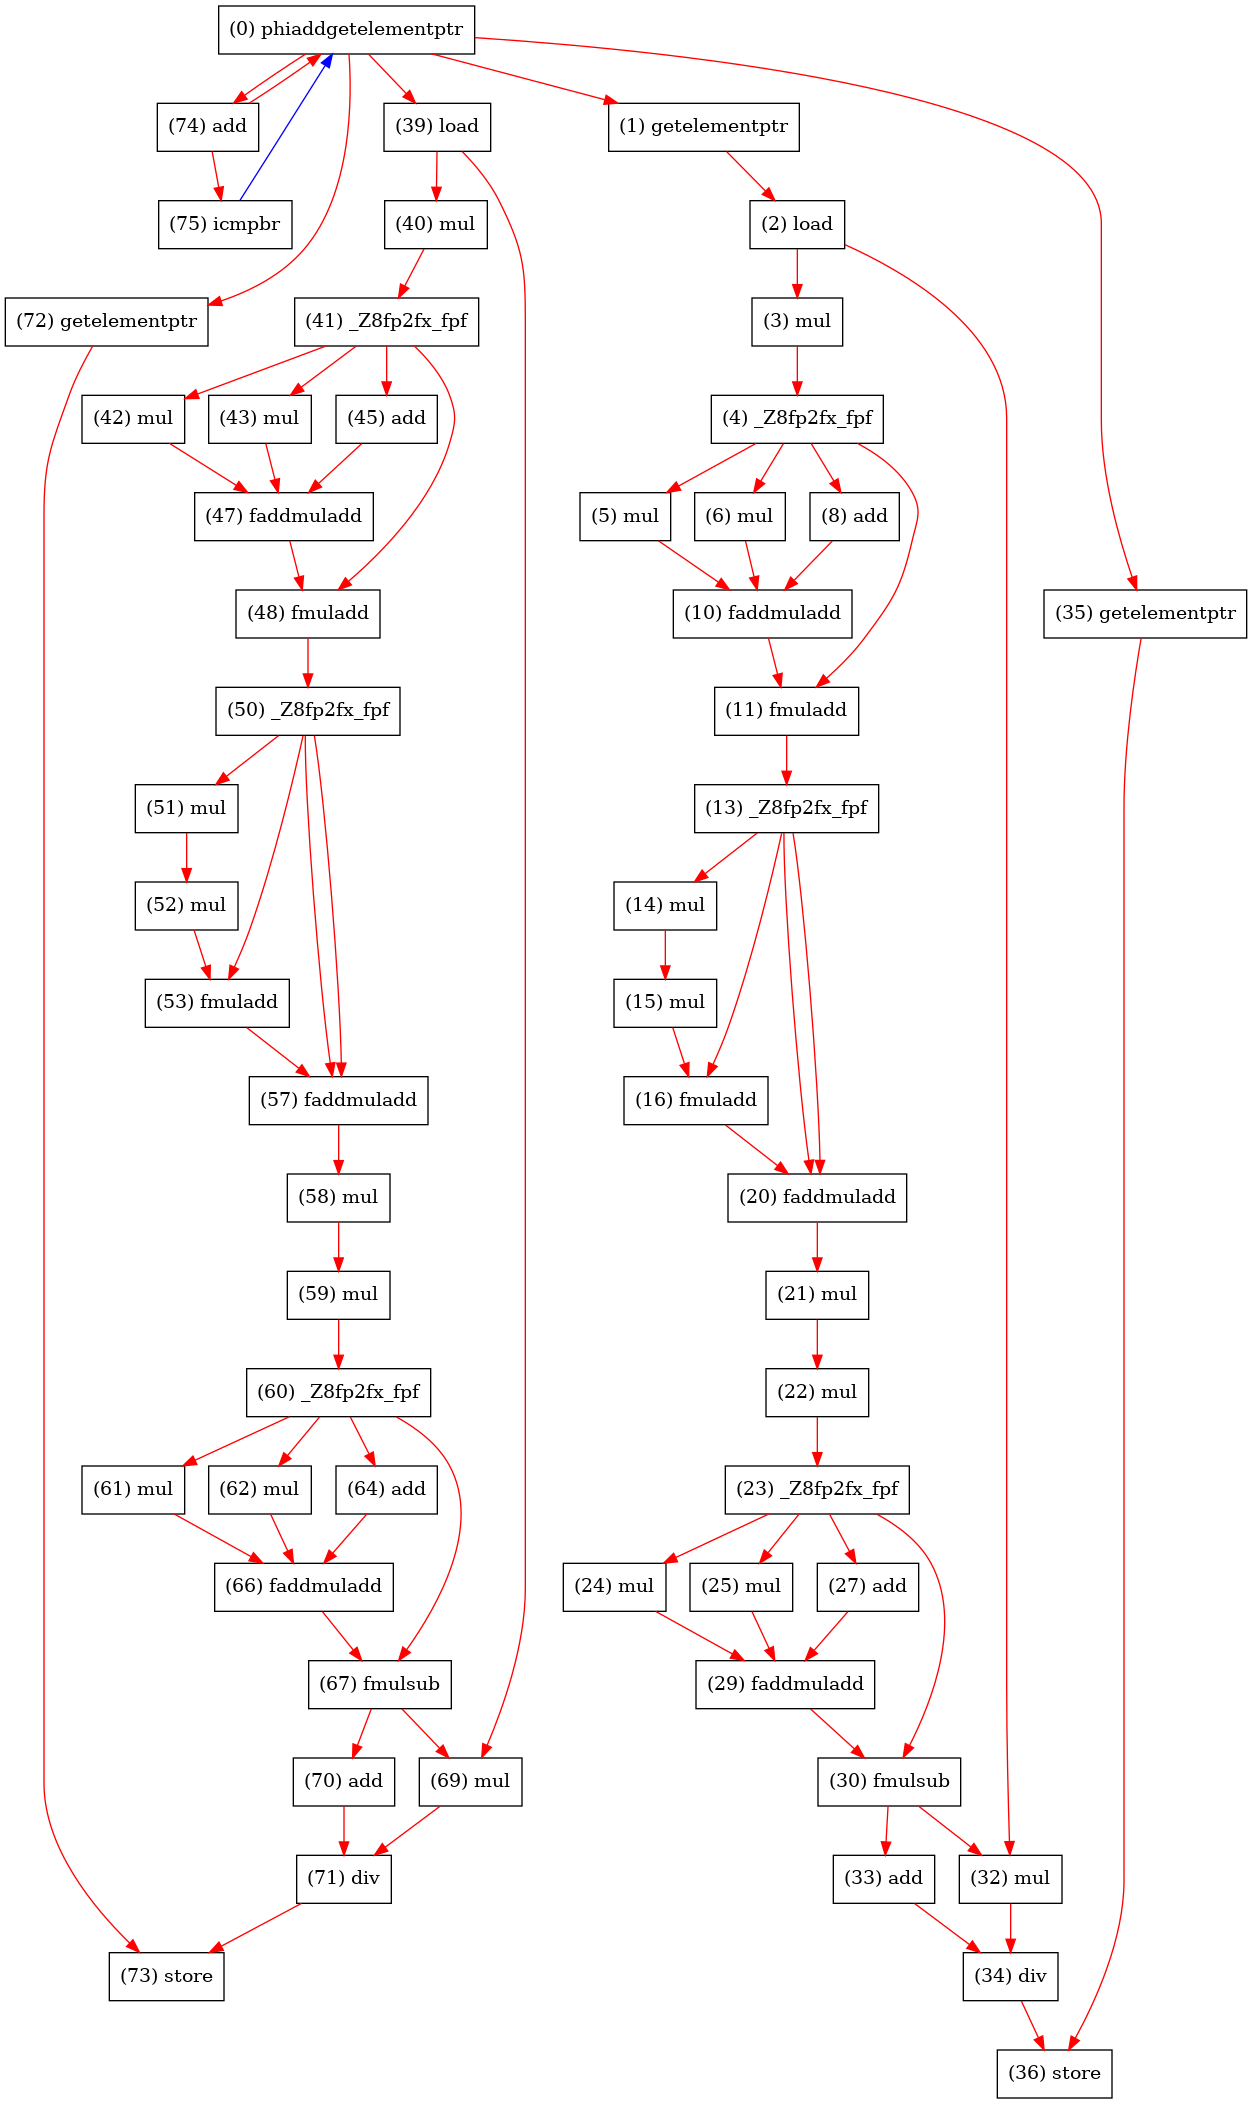 (0) phiaddgetelementptr
(74) add
(39) load
(1) getelementptr
(75) icmpbr
(40) mul
(2) load
(72) getelementptr
(41) _Z8fp2fx_fpf
(3) mul
(42) mul
(43) mul
(45) add
(4) _Z8fp2fx_fpf
(47) faddmuladd
(5) mul
(6) mul
(8) add
(48) fmuladd
(10) faddmuladd
(35) getelementptr
(50) _Z8fp2fx_fpf
(11) fmuladd
(51) mul
(13) _Z8fp2fx_fpf
(52) mul
(14) mul
(53) fmuladd
(15) mul
(57) faddmuladd
(16) fmuladd
(58) mul
(20) faddmuladd
(59) mul
(21) mul
(60) _Z8fp2fx_fpf
(22) mul
(61) mul
(62) mul
(64) add
(23) _Z8fp2fx_fpf
(66) faddmuladd
(24) mul
(25) mul
(27) add
(67) fmulsub
(29) faddmuladd
(70) add
(69) mul
(30) fmulsub
(71) div
(33) add
(32) mul
(73) store
(34) div
(36) store